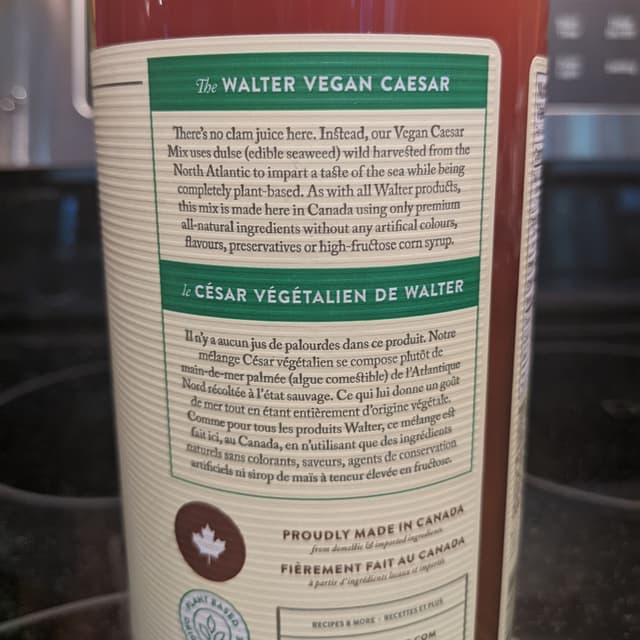 The WALTER VEGAN CAESAR
There's no clam juice here. Instead, our Vegan Caesar
Mix uses dulse (edible seaweed) wild harvested from the
North Atlantic to impart a taste of the sea while being
completely plant-based. As with all Walter products,
this mix is made here in Canada using only premium
all-natural ingredients without any artifical colours,
flavours, preservatives or high-fructose corn syrup.
le CÉSAR VÉGÉTALIEN DE WALTER
Il n'y a aucun jus de palourdes dans ce produit. Notre
mélange César végétalien se compose plutôt de
main-de-mer palmée (algue comestible) de l'Atlantique
Nord récoltée à l'état sauvage. Ce qui lui donne un goût
de mer tout en étant entièrement d'origine végétale.
Comme pour tous les produits Walter, ce mélange est
fait ici, au Canada, en n'utilisant que des ingrédients
naturels sans colorants, saveurs, agents de conservation
artificiels ni sirop de maïs à teneur élevée en fructose.
PROUDLY MADE IN CANADA
from domestic & imported ingredients
FIÈREMENT FAIT AU CANADA
à partir d'ingrédients locaux et importés
PLANT BASED
RECIPES & MORE | RECETTES ET PLUS
.COM